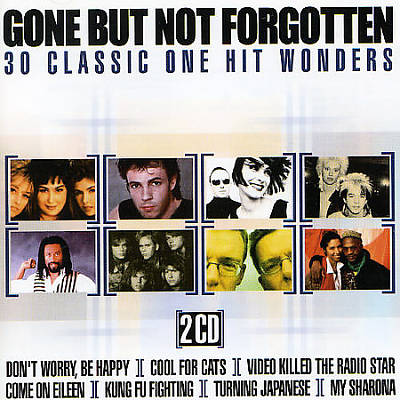 GONE BUT NOT FORGOTTEN
30 CLASSIC ONE HIT WONDERS
2CD
DON'T WORRY, BE HAPPY ][ COOL FOR CATS ][ VIDEO KILLED THE RADIO STAR
COME ON EILEEN ][ KUNG FU FIGHTING ][ TURNING JAPANESE ][ MY SHARONA